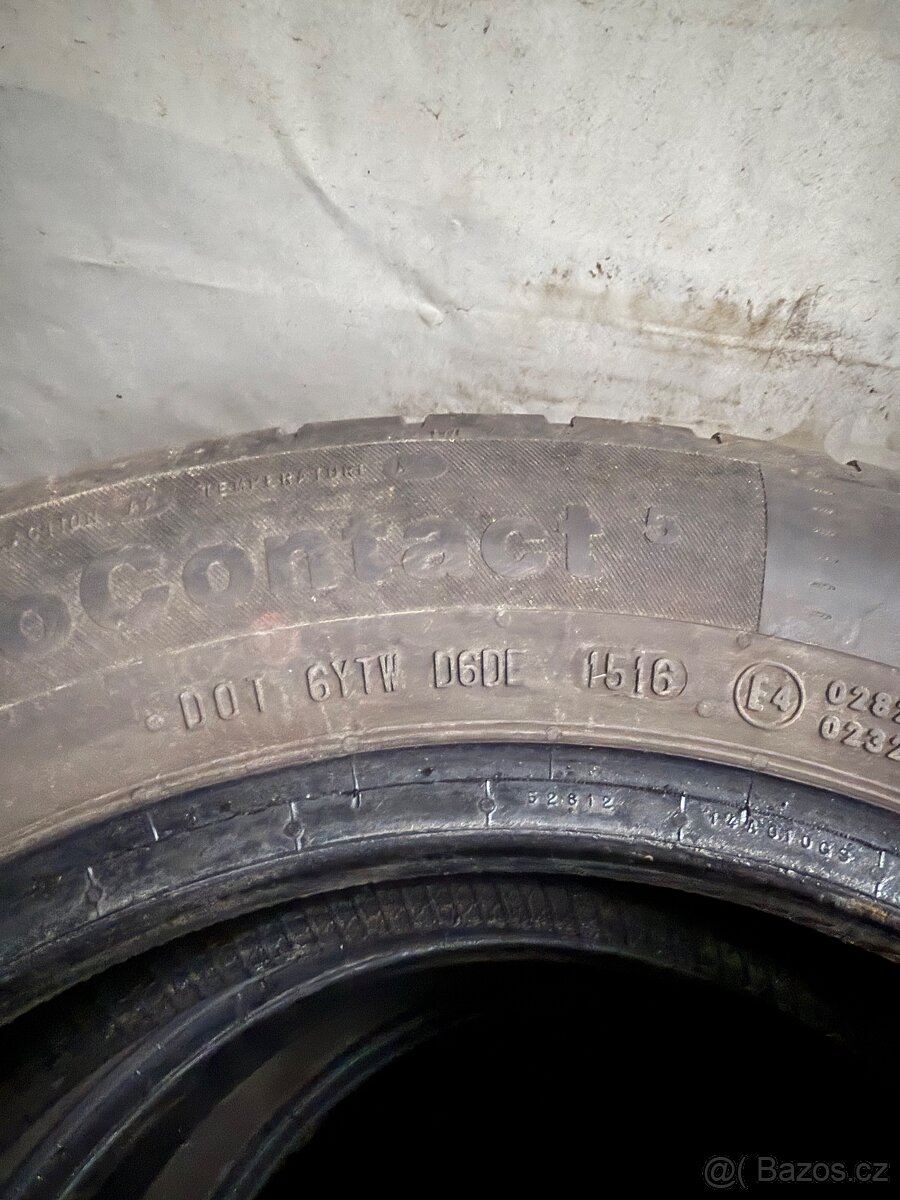 TEMPERATURE A
oContact 5
DOT 6YTW D6DE 1516 E4 0282
0232
52812
@( Bazos.cz